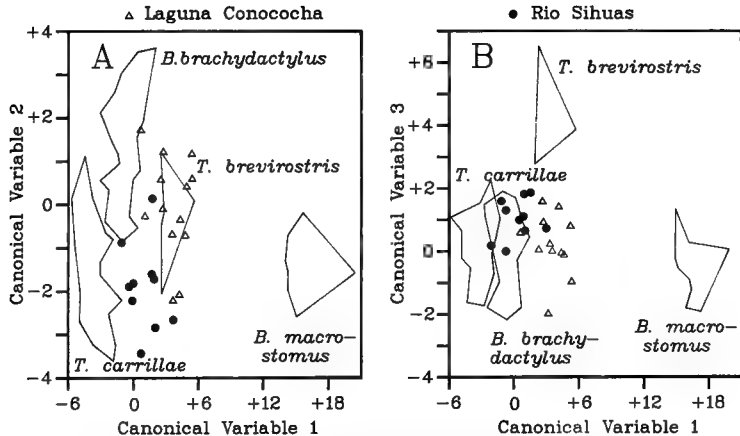 △ Laguna Conococha ● Rio Sihuas
A
B. brachydactylus
T. brevirostris
T. carrillae
B. macro-
stomus
+4
+2
0
−2
−4
Canonical Variable 2
−6 0 +6 +12 +18
Canonical Variable 1
B
T. brevirostris
T. carrillae
B. brachy-
dactylus
B. macro-
stomus
+6
+4
+2
0
−2
−4
Canonical Variable 3
−6 0 +6 +12 +18
Canonical Variable 1